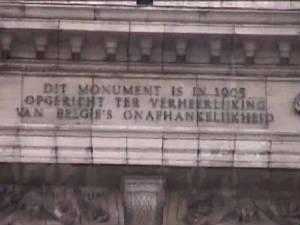 DIT MONUMENT IS IN 1905
OPGERICHT TER VERHEERLIJKING
VAN BELGIE'S ONAFHANKELIJKHEID